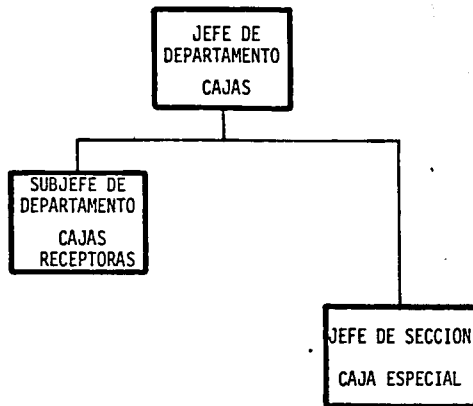 JEFE DE
DEPARTAMENTO
CAJAS
SUBJEFE DE
DEPARTAMENTO
CAJAS
RECEPTORAS
JEFE DE SECCION
CAJA ESPECIAL